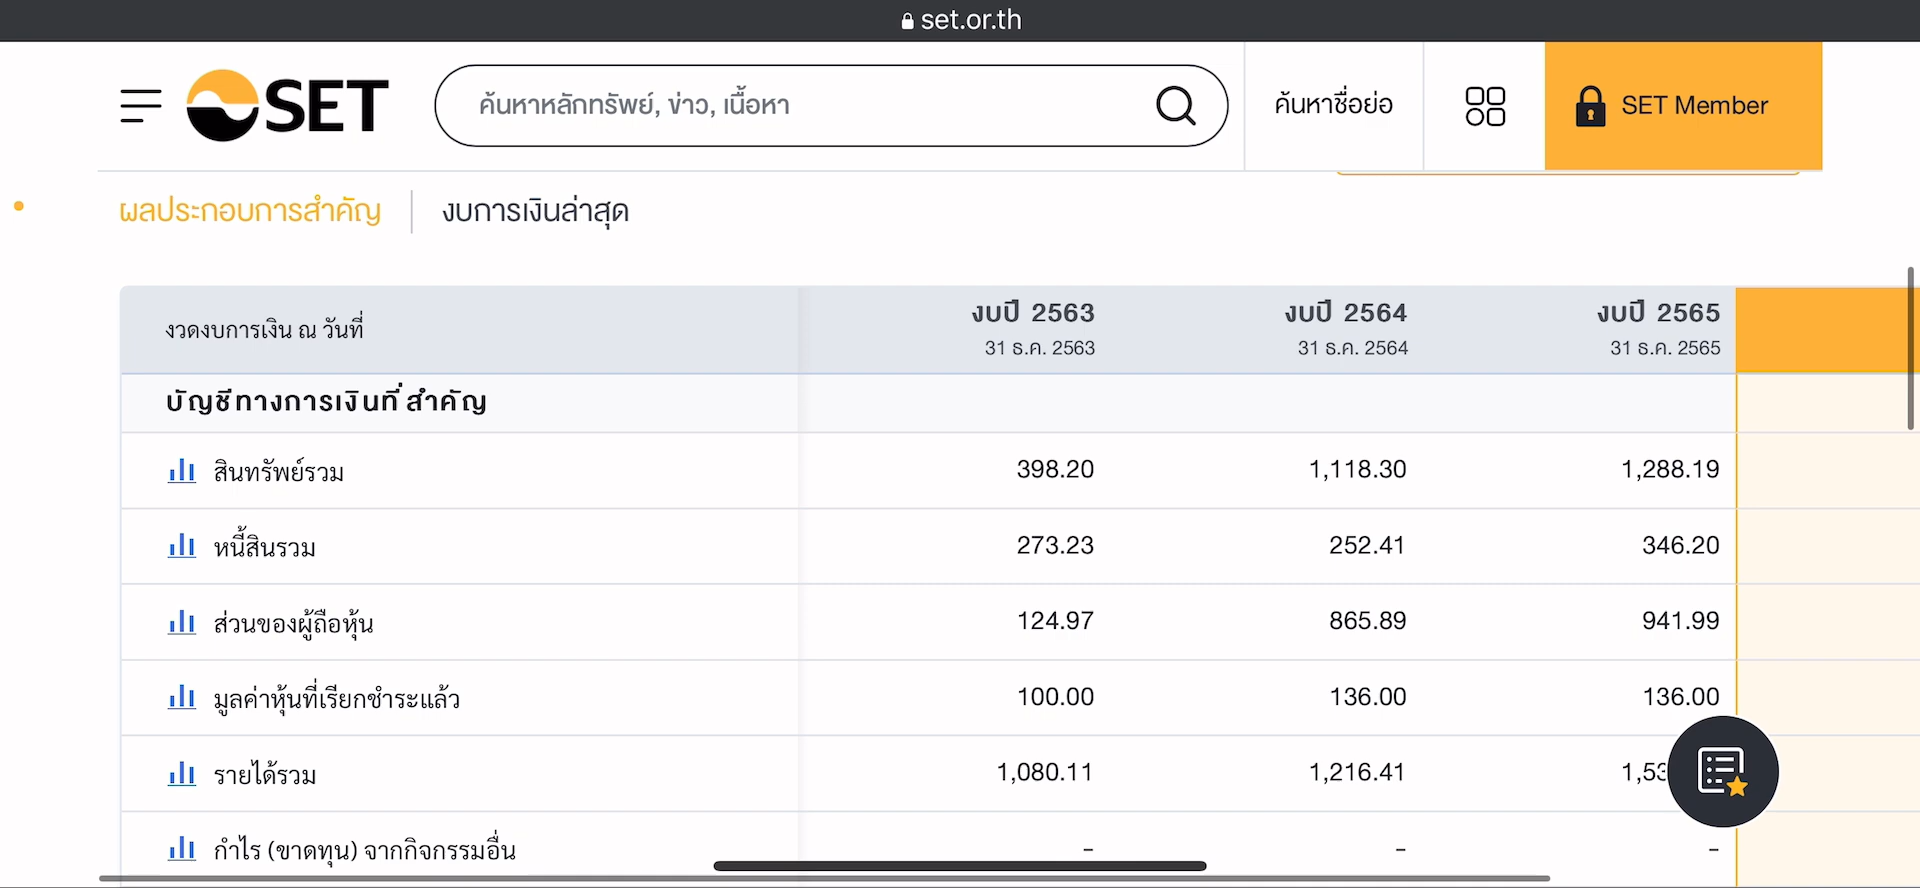 set.or.th
SET
ค้นหาหลักทรัพย์, ข่าว, เนื้อหา
ค้นหาชื่อย่อ
SET Member
ผลประกอบการสำคัญ
งบการเงินล่าสุด
งวดงบการเงิน ณ วันที่
งบปี 2563 งบปี 2564 งบปี 2565
31 ธ.ค. 2563 31 ธ.ค. 2564 31 ธ.ค. 2565
บัญชีทางการเงินที่สำคัญ
สินทรัพย์รวม 398.20 1,118.30 1,288.19
หนี้สินรวม 273.23 252.41 346.20
ส่วนของผู้ถือหุ้น 124.97 865.89 941.99
มูลค่าหุ้นที่เรียกชำระแล้ว 100.00 136.00 136.00
รายได้รวม 1,080.11 1,216.41
กำไร (ขาดทุน) จากกิจกรรมอื่น - - -